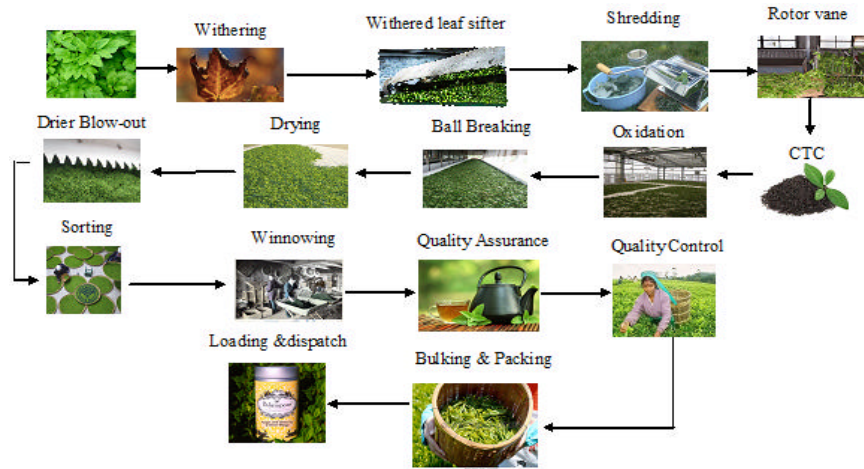 Withering
Withered leaf sifter
Shredding
Rotor vane
Drier Blow-out
Drying
Ball Breaking
Oxidation
CTC
Sorting
Winnowing
Quality Assurance
Quality Control
Loading &dispatch
Bulking & Packing